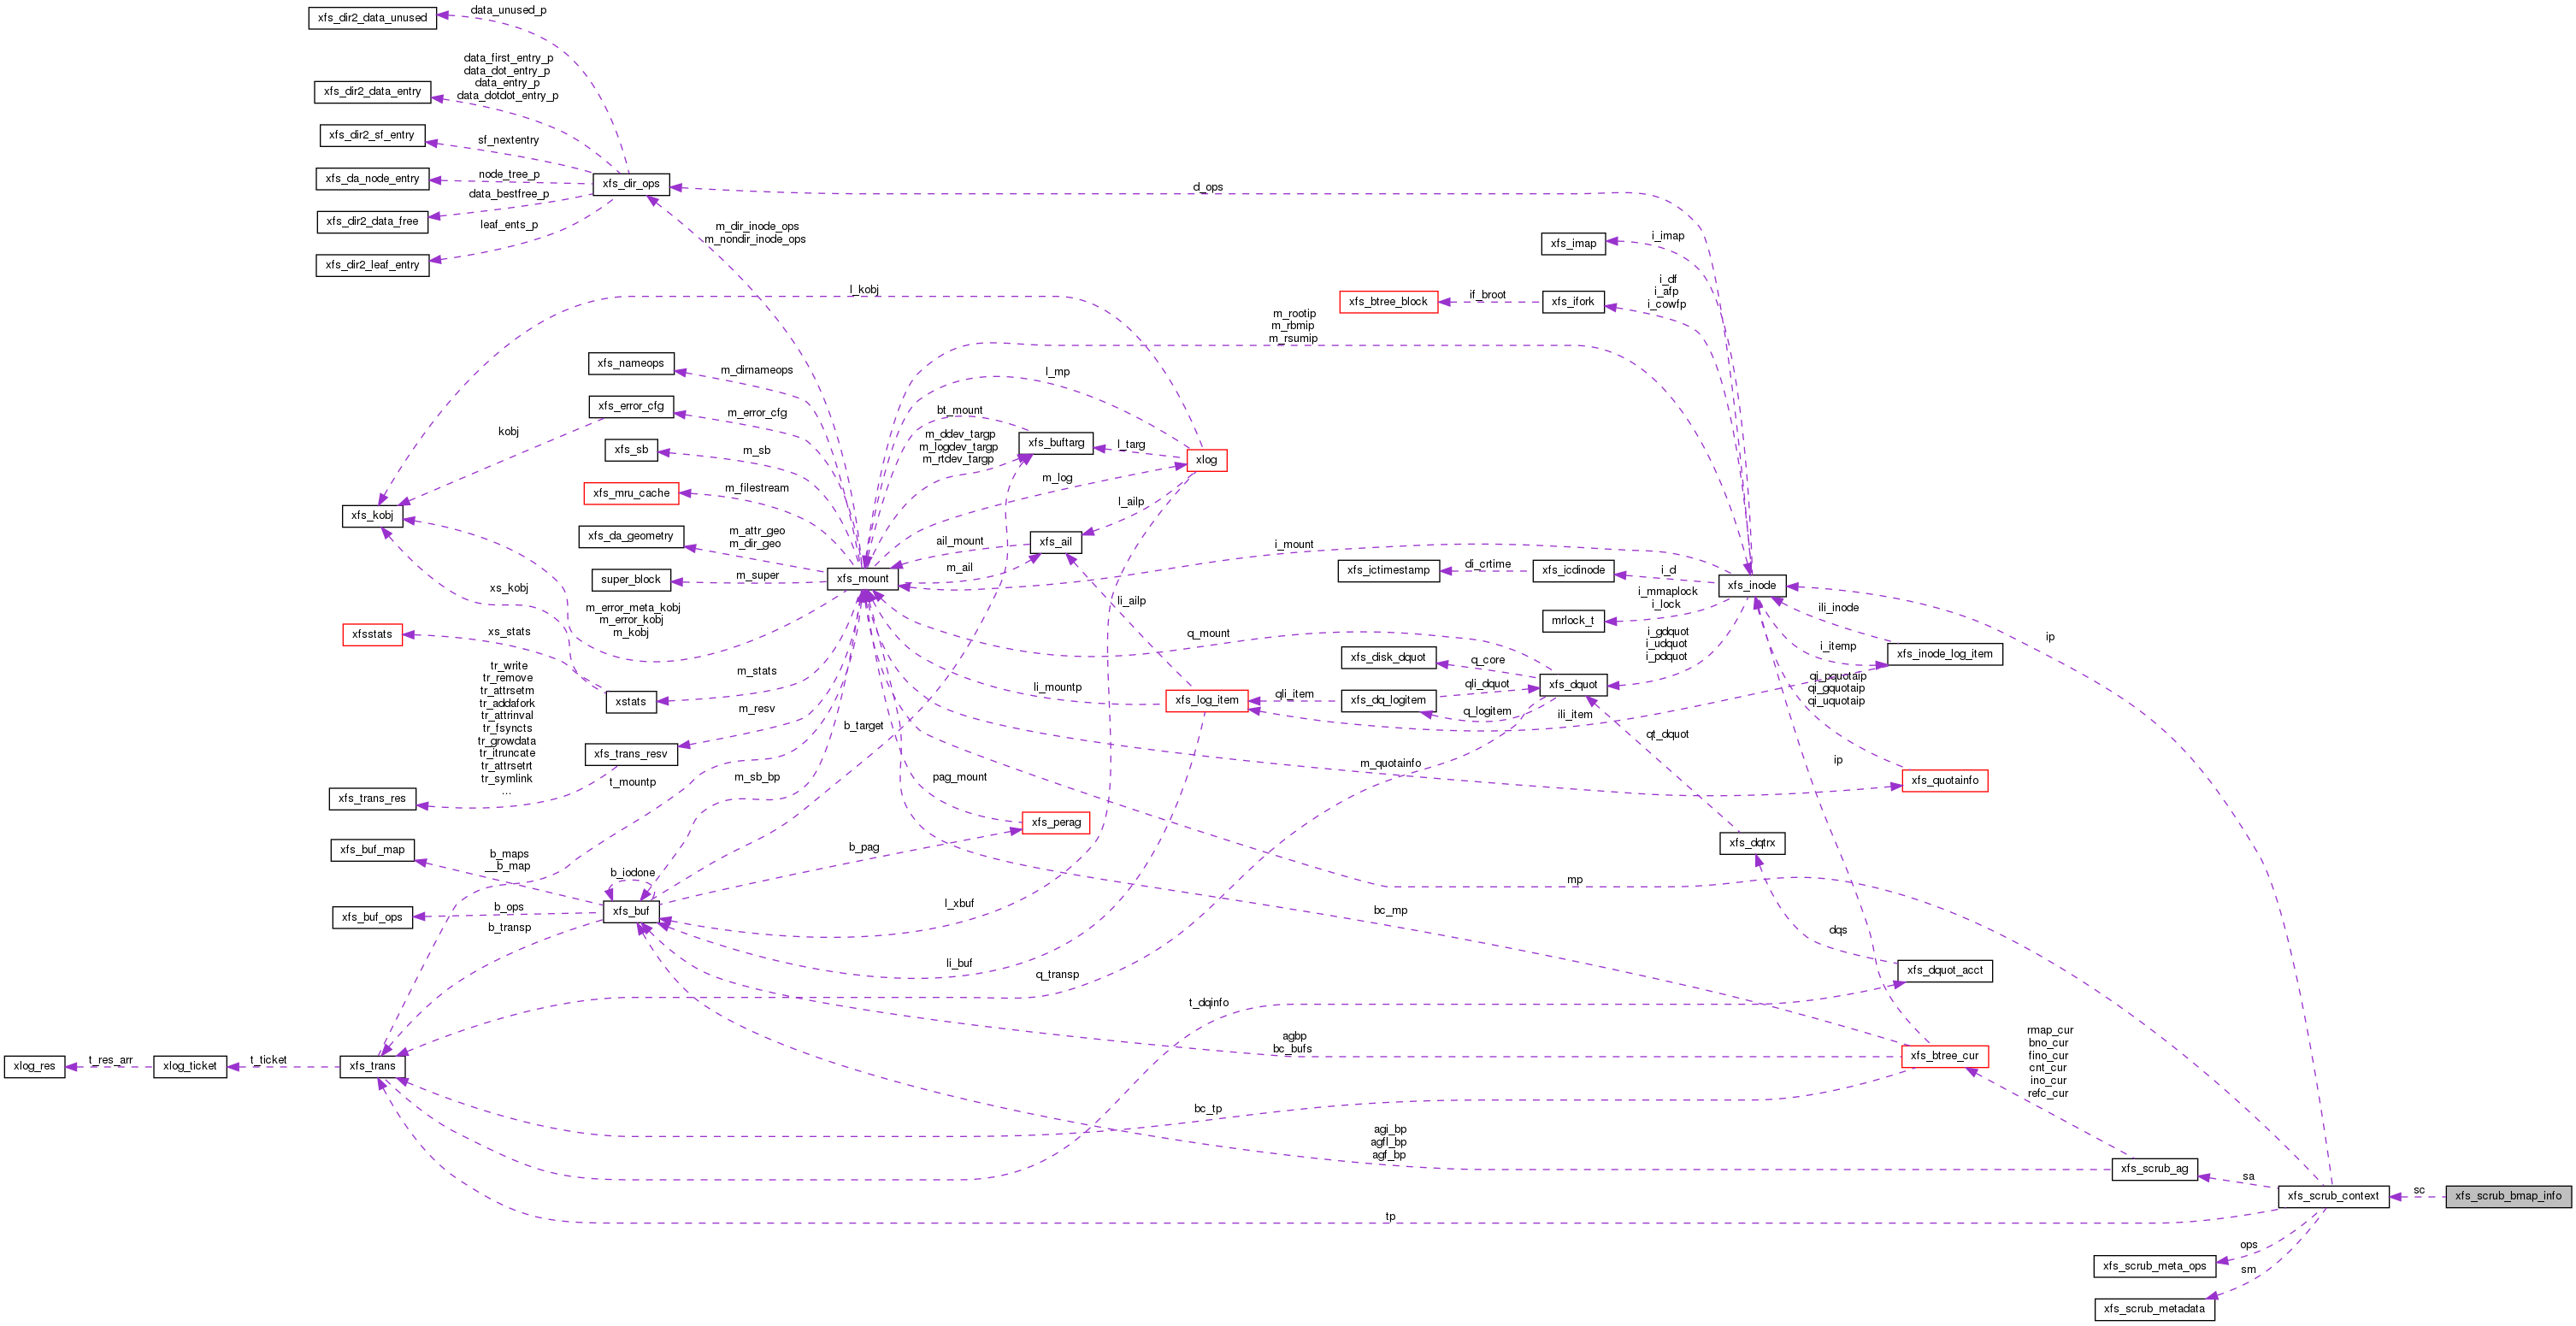 xfs_dir2_data_unused
data_unused_p
data_first_entry_p
data_dot_entry_p
data_entry_p
data_dotdot_entry_p
xfs_dir2_data_entry
xfs_dir2_sf_entry
sf_nextentry
xfs_da_node_entry
node_tree_p
xfs_dir_ops
data_bestfree_p
xfs_dir2_data_free
leaf_ents_p
xfs_dir2_leaf_entry
d_ops
m_dir_inode_ops
m_nondir_inode_ops
xfs_imap
i_imap
l_kobj
xfs_btree_block
if_broot
xfs_ifork
i_df
i_afp
i_cowfp
m_rootip
m_rbmip
m_rsumip
xfs_nameops
m_dirnameops
l_mp
xfs_error_cfg
m_error_cfg
bt_mount
kobj
xfs_sb
m_sb
m_ddev_targp
m_logdev_targp
m_rtdev_targp
xfs_buftarg
l_targ
xlog
xfs_mru_cache
m_filestream
m_log
l_ailp
xfs_kobj
xfs_da_geometry
m_attr_geo
m_dir_geo
ail_mount
xfs_ail
i_mount
super_block
m_super
xfs_mount
m_ail
xfs_ictimestamp
di_crtime
xfs_icdinode
i_d
xfs_inode
xs_kobj
m_error_meta_kobj
m_error_kobj
m_kobj
li_ailp
mrlock_t
i_mmaplock
i_lock
ili_inode
xfsstats
xs_stats
q_mount
i_gdquot
i_udquot
i_pdquot
i_itemp
xfs_inode_log_item
ip
tr_write
tr_remove
tr_attrsetm
tr_addafork
tr_attrinval
tr_fsyncts
tr_growdata
tr_itruncate
tr_attrsetrt
tr_symlink
...
m_stats
xstats
li_mountp
xfs_log_item
qli_item
xfs_disk_dquot
q_core
xfs_dq_logitem
qli_dquot
q_logitem
xfs_dquot
ili_item
qi_pquotaip
qi_gquotaip
qi_uquotaip
m_resv
b_target
xfs_trans_resv
qt_dquot
xfs_trans_res
t_mountp
m_sb_bp
pag_mount
m_quotainfo
ip
xfs_quotainfo
xfs_perag
xfs_buf_map
b_maps
__b_map
b_iodone
b_pag
xfs_dqtrx
mp
xfs_buf_ops
b_ops
xfs_buf
b_transp
l_xbuf
bc_mp
dqs
li_buf
q_transp
xfs_dquot_acct
t_dqinfo
agbp
bc_bufs
xlog_res
t_res_arr
xlog_ticket
t_ticket
xfs_trans
xfs_btree_cur
rmap_cur
bno_cur
fino_cur
cnt_cur
ino_cur
refc_cur
bc_tp
agi_bp
agfl_bp
agf_bp
xfs_scrub_ag
sa
xfs_scrub_context
sc
xfs_scrub_bmap_info
tp
ops
xfs_scrub_meta_ops
sm
xfs_scrub_metadata